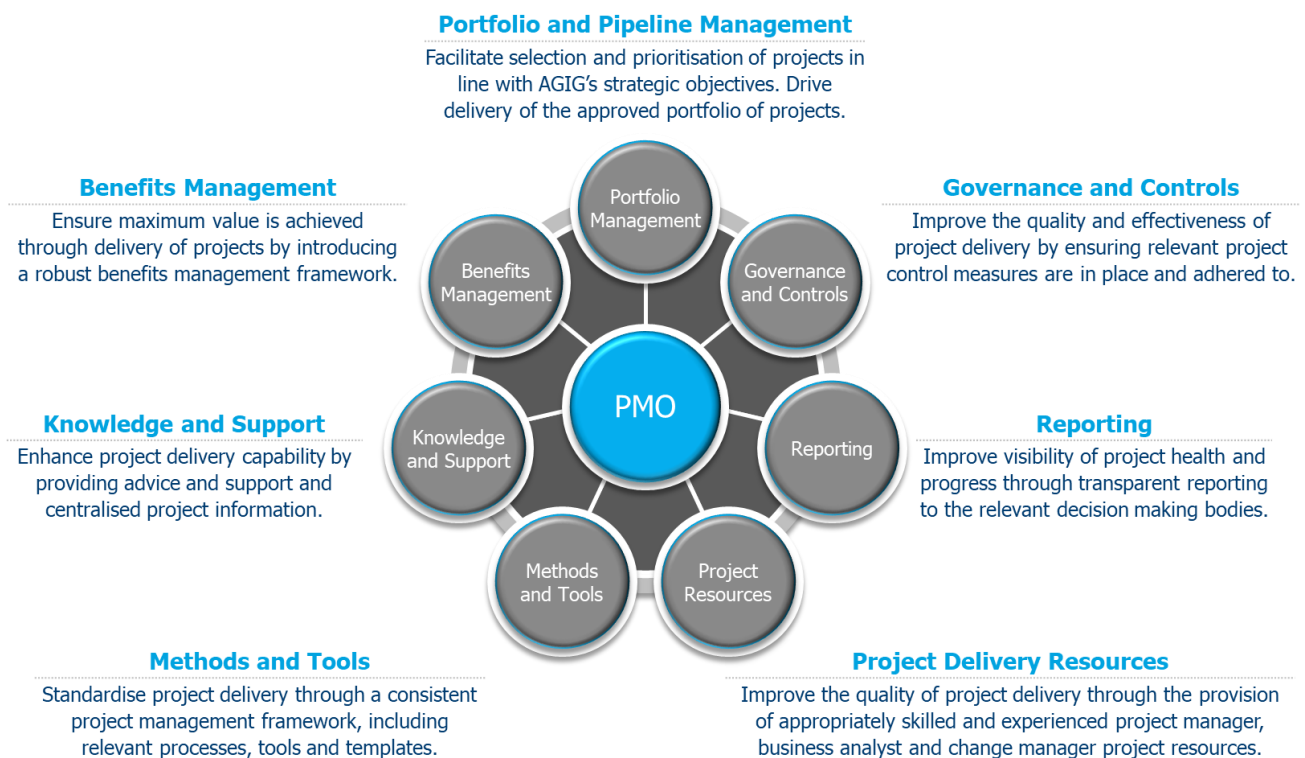 Portfolio and Pipeline Management
Facilitate selection and prioritisation of projects in
line with AGIG's strategic objectives. Drive
delivery of the approved portfolio of projects.
Benefits Management
Ensure maximum value is achieved
through delivery of projects by introducing
a robust benefits management framework.
Governance and Controls
Improve the quality and effectiveness of
project delivery by ensuring relevant project
control measures are in place and adhered to.
Portfolio
Management
Benefits
Management
Governance
and Controls
PMO
Knowledge
and Support
Reporting
Methods
and Tools
Project
Resources
Knowledge and Support
Enhance project delivery capability by
providing advice and support and
centralised project information.
Reporting
Improve visibility of project health and
progress through transparent reporting
to the relevant decision making bodies.
Methods and Tools
Standardise project delivery through a consistent
project management framework, including
relevant processes, tools and templates.
Project Delivery Resources
Improve the quality of project delivery through the provision
of appropriately skilled and experienced project manager,
business analyst and change manager project resources.